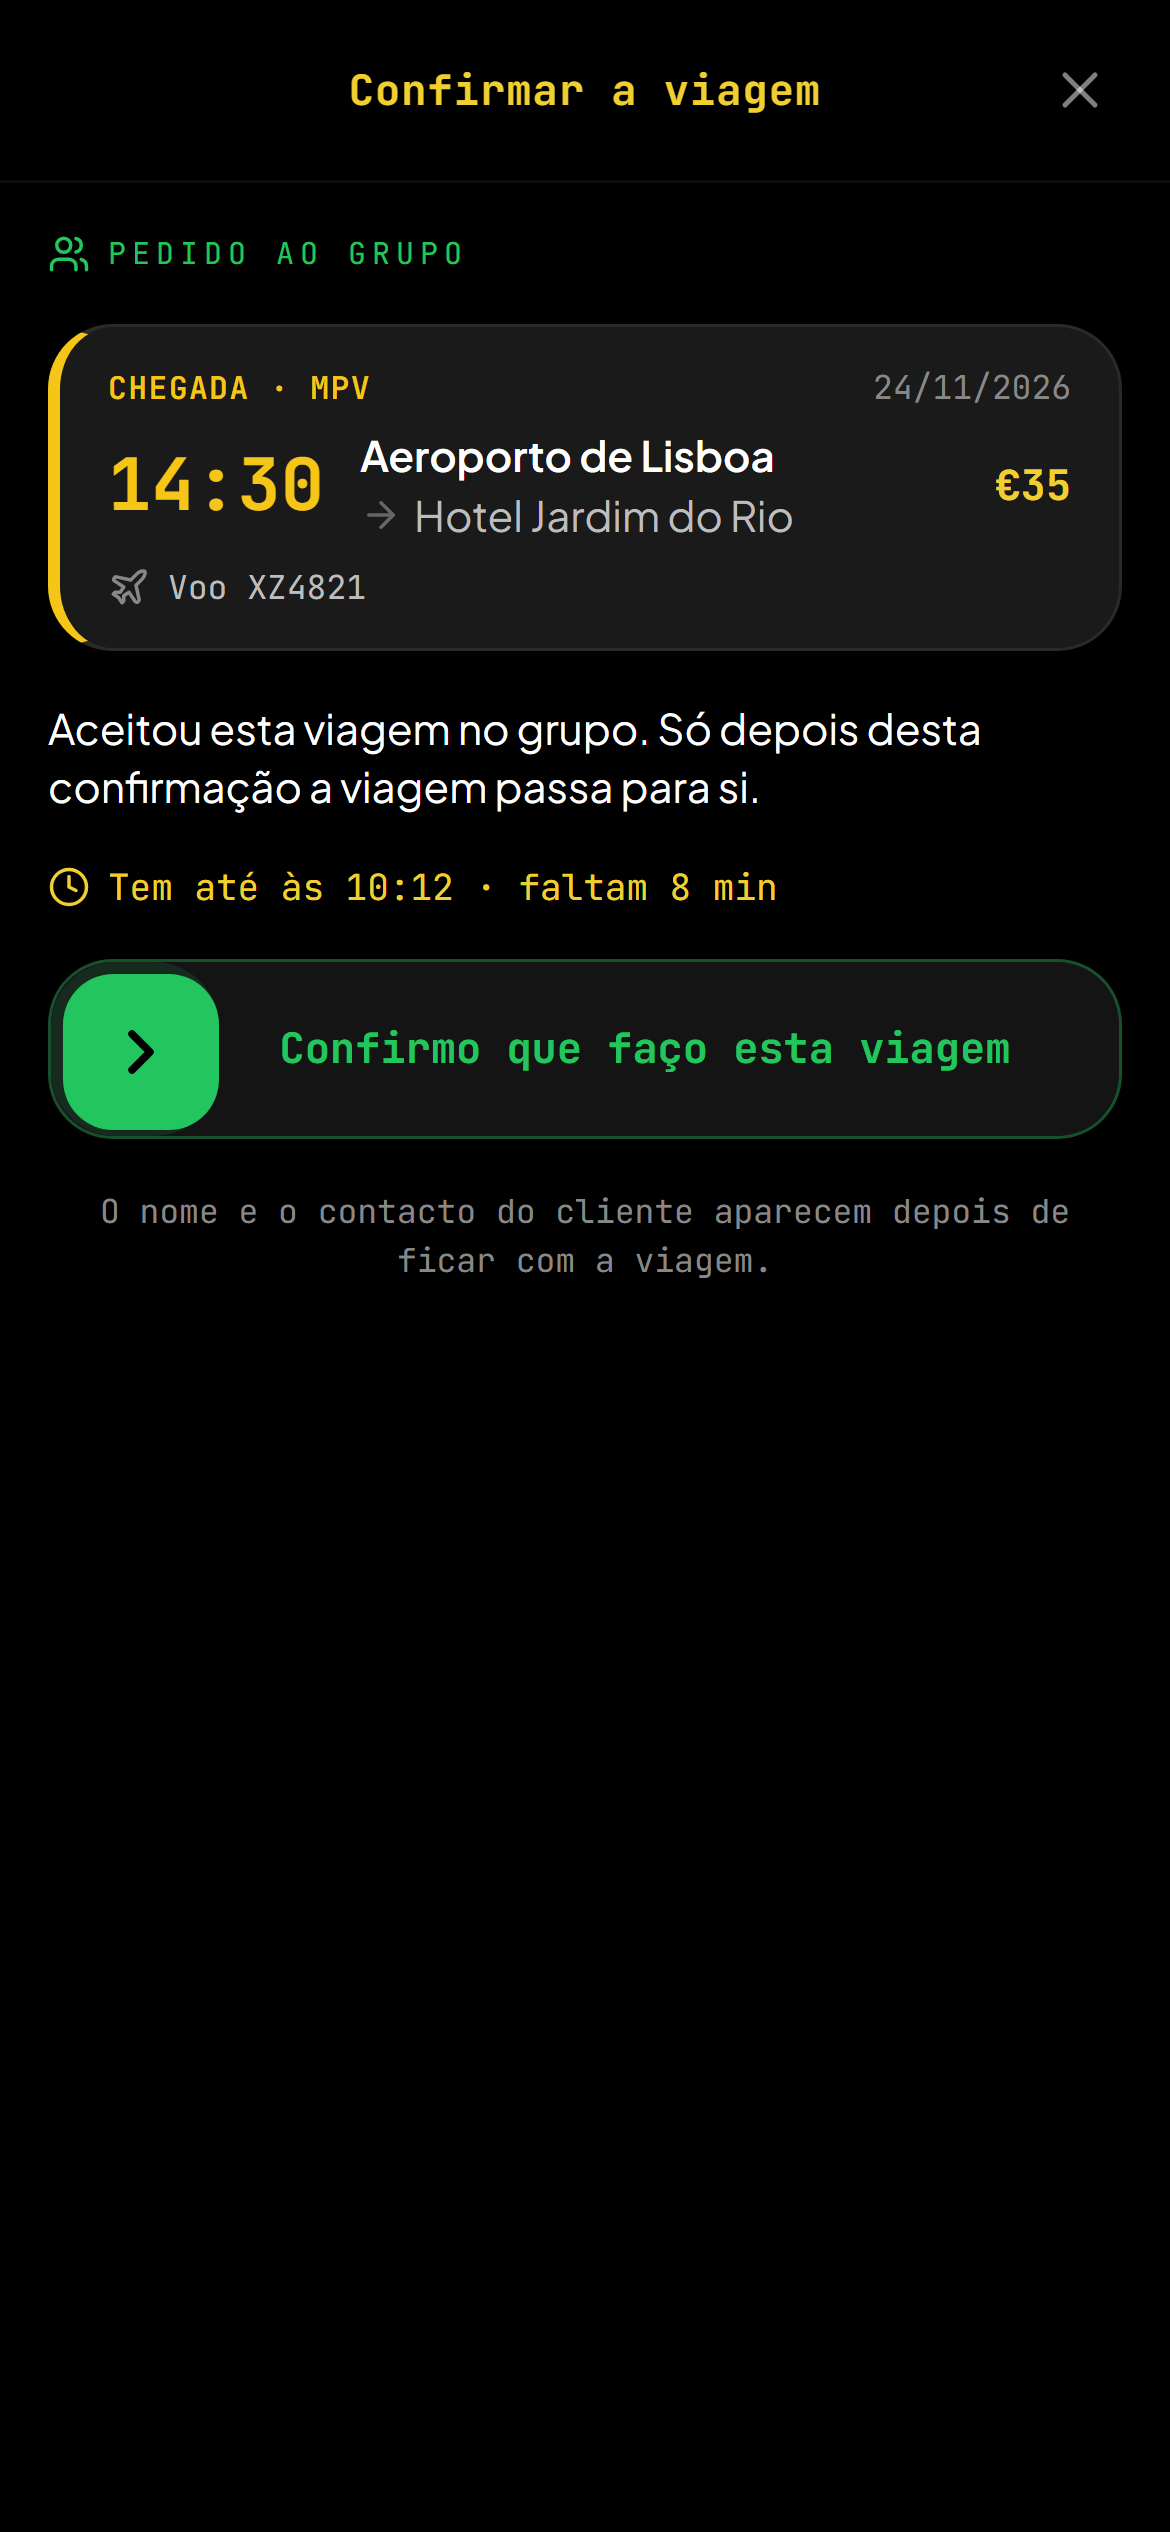 Confirmar a viagem
PEDIDO AO GRUPO
CHEGADA · MPV
24/11/2026
14:30
Aeroporto de Lisboa
→ Hotel Jardim do Rio
€35
Voo XZ4821
Aceitou esta viagem no grupo. Só depois desta
confirmação a viagem passa para si.
Tem até às 10:12 · faltam 8 min
Confirmo que faço esta viagem
O nome e o contacto do cliente aparecem depois de
ficar com a viagem.